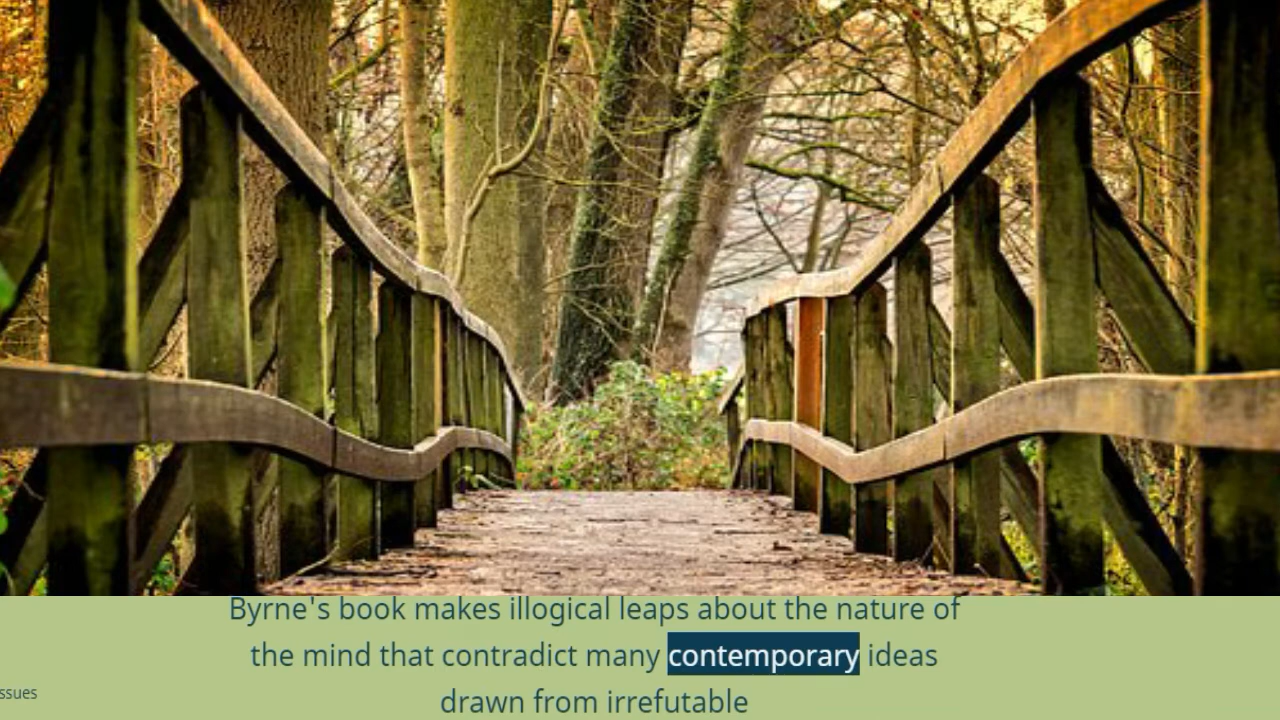 Byrne's book makes illogical leaps about the nature of
the mind that contradict many contemporary ideas
ssues
drawn from irrefutable